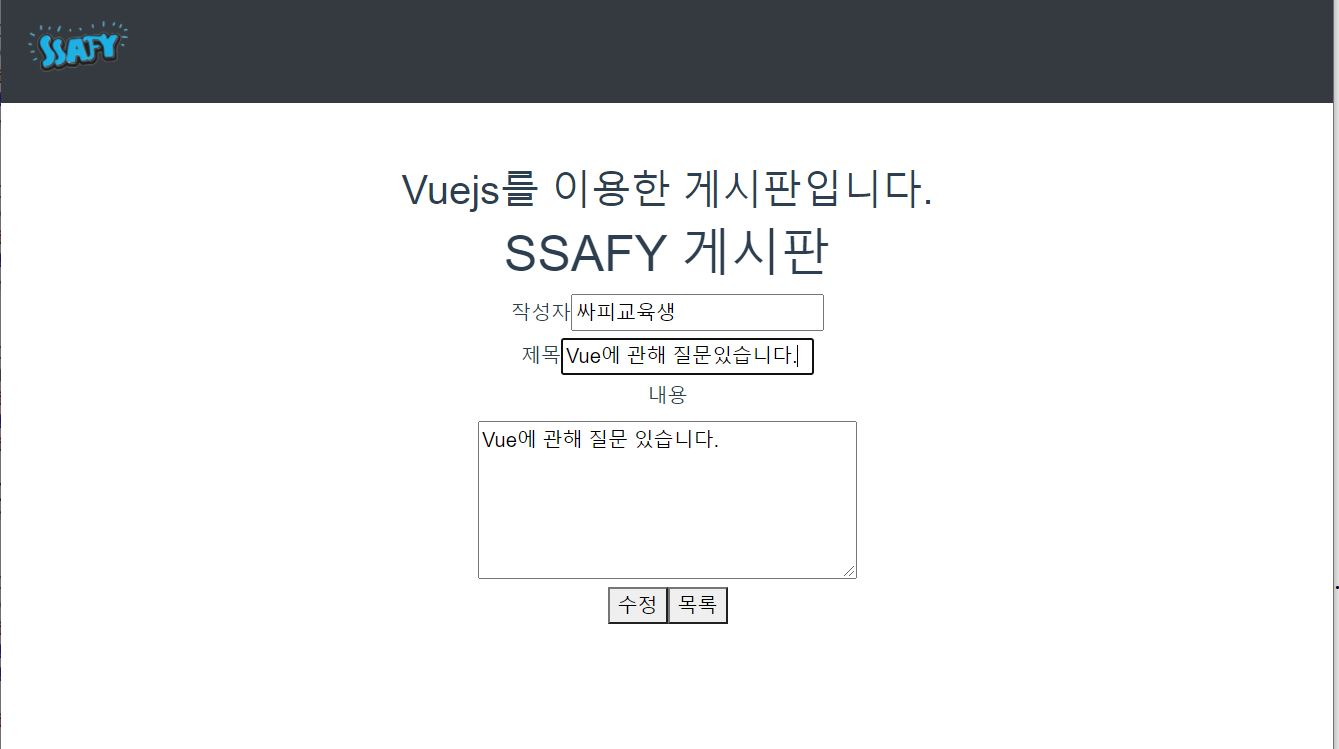 SSAFY
Vuejs를 이용한 게시판입니다.
SSAFY 게시판
작성자 싸피교육생
제목 Vue에 관해 질문있습니다.
내용
Vue에 관해 질문 있습니다.
수정 목록